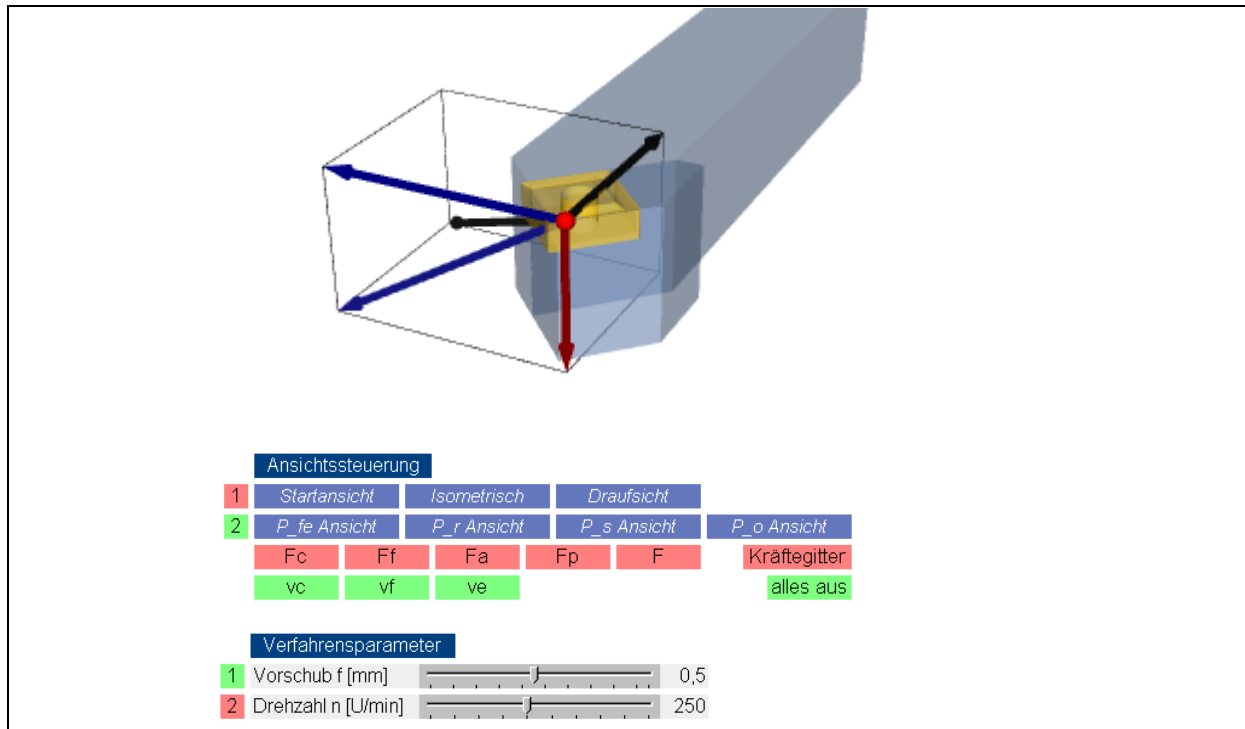 Ansichtssteuerung
1 Startansicht Isometrisch Draufsicht
2 P_fe Ansicht P_r Ansicht P_s Ansicht P_o Ansicht
Fc Ff Fa Fp F Kräftegitter
vc vf ve alles aus
Verfahrensparameter
1 Vorschub f [mm] 0,5
2 Drehzahl n [U/min] 250